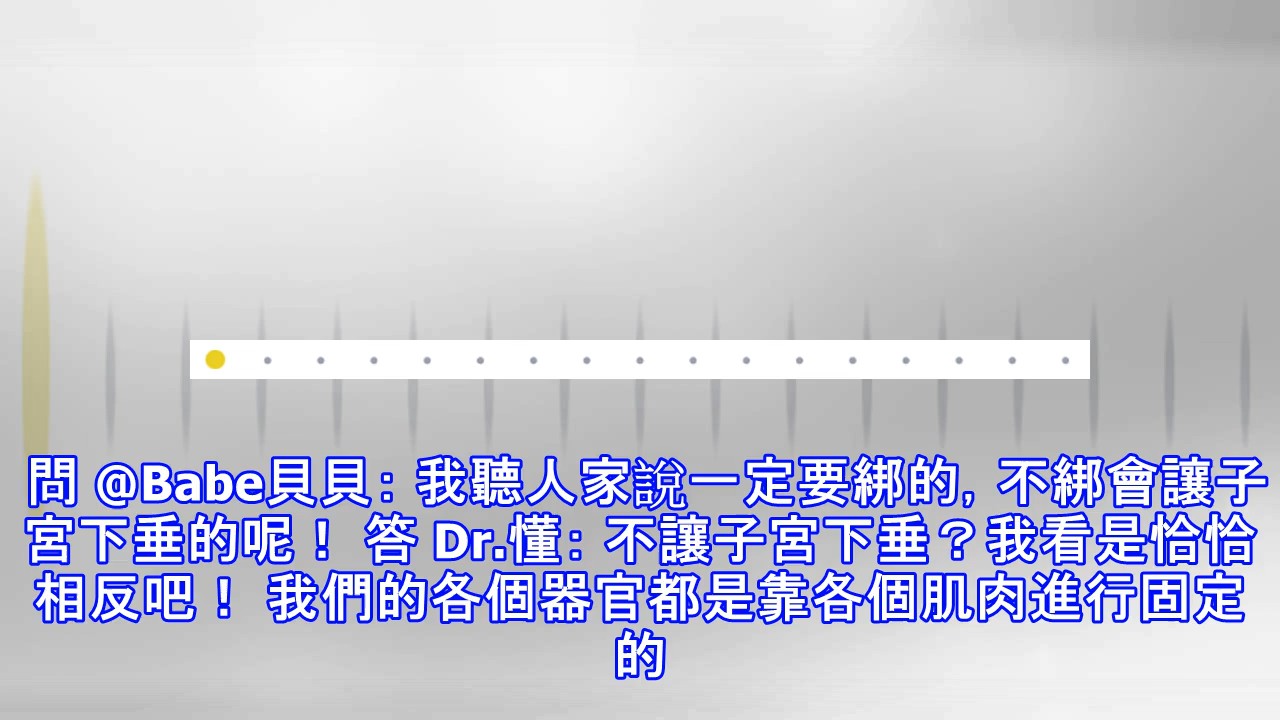 問 @Babe貝貝: 我聽人家說一定要綁的, 不綁會讓子
宮下垂的呢！ 答 Dr.懂: 不讓子宮下垂？我看是恰恰
相反吧！ 我們的各個器官都是靠各個肌肉進行固定
的